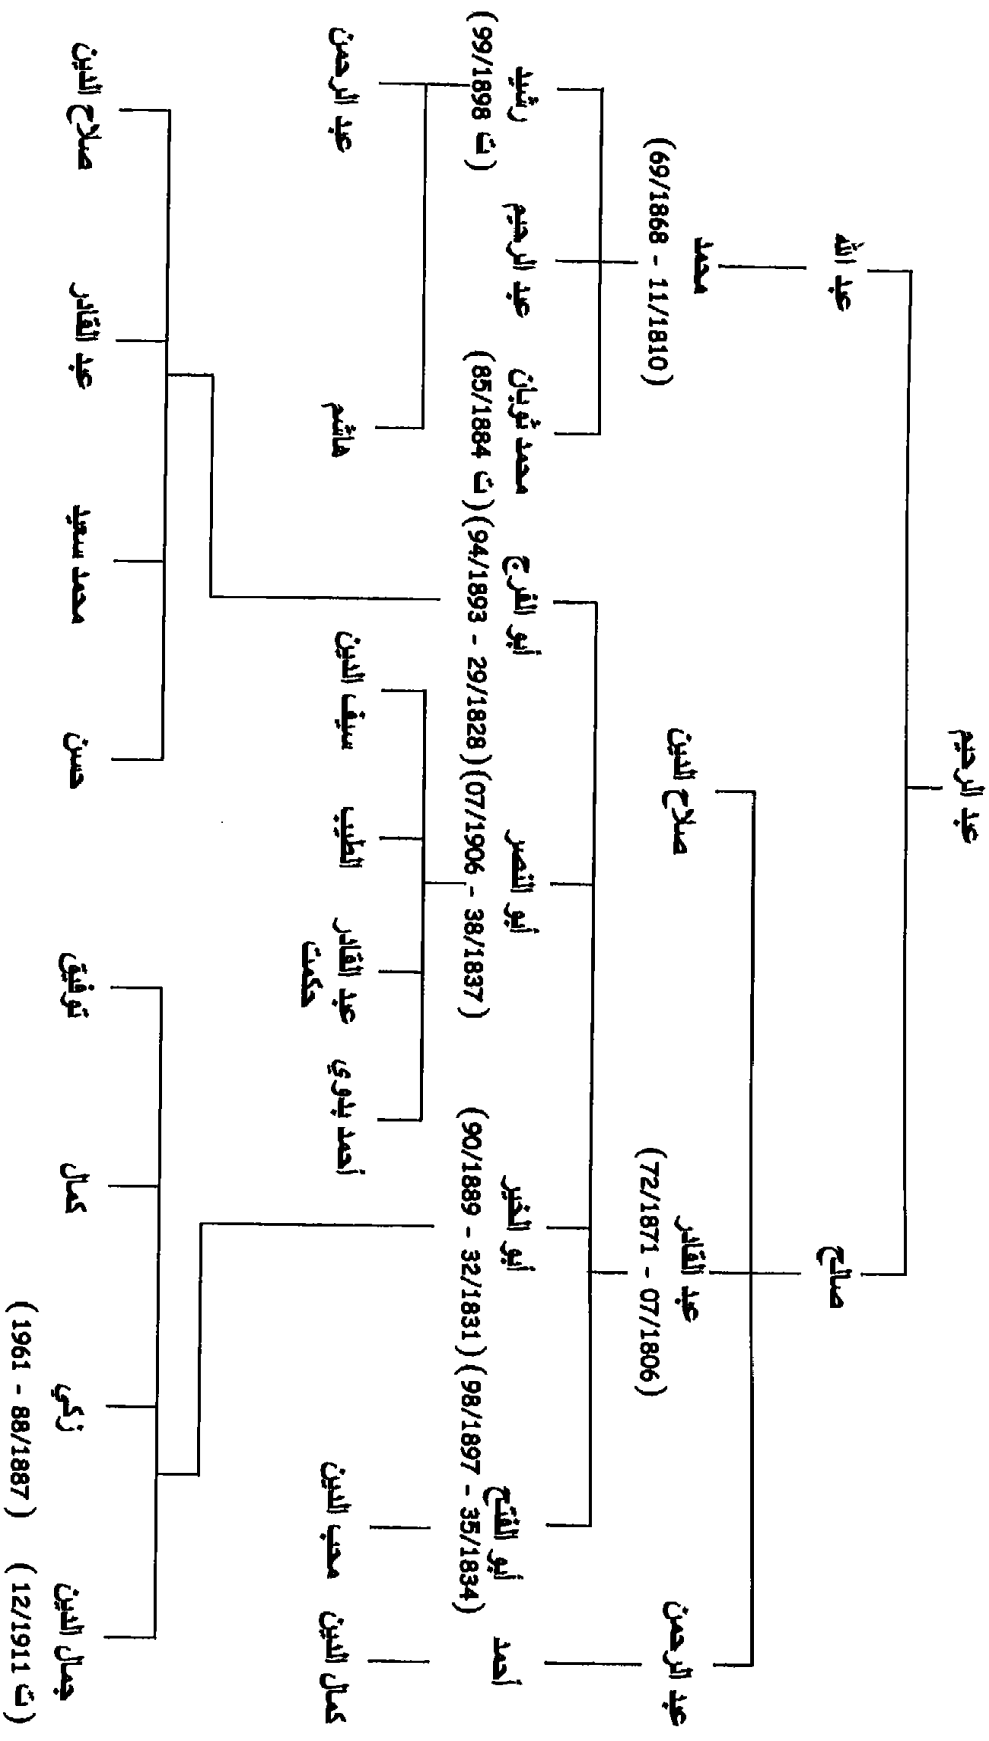 عبد الرحيم
صالح
عبد الله
عبد الرحمن
عبد القادر
(72/1871 - 07/1806)
صلاح الدين
محمد
(69/1868 - 11/1810)
أحمد
أبو الفتح
(98/1897 - 35/1834)
أبو الخير
(90/1889 - 32/1831)
أبو النصر
(07/1906 - 38/1837)
أبو الفرج
(94/1893 - 29/1828)
محمد ثوبان
(ت 85/1884)
عبد الرحيم
رشيد
(ت 99/1898)
كمال الدين
محب الدين
أحمد بدوي
عبد القادر
حكمت
الطيب
سيف الدين
هاشم
عبد الرحمن
جمال الدين
(ت 12/1911)
زكي
(1961 - 88/1887)
كمال
توفيق
حسن
محمد سعيد
عبد القادر
صلاح الدين